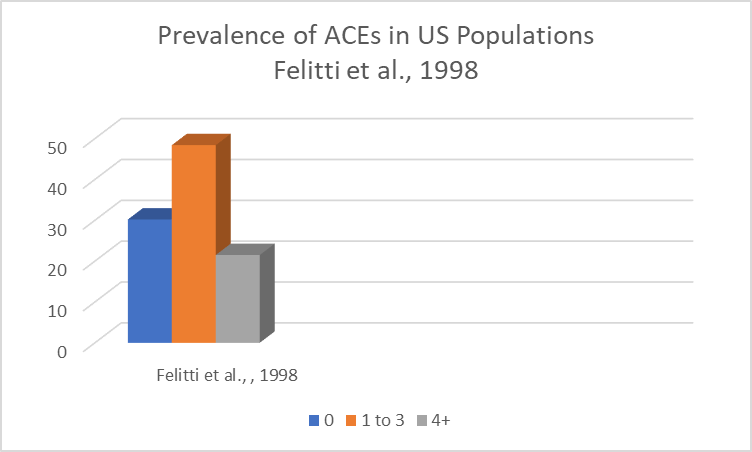 Prevalence of ACEs in US Populations
Felitti et al., 1998
50
40
30
20
10
0
Felitti et al., , 1998
0 1 to 3 4+